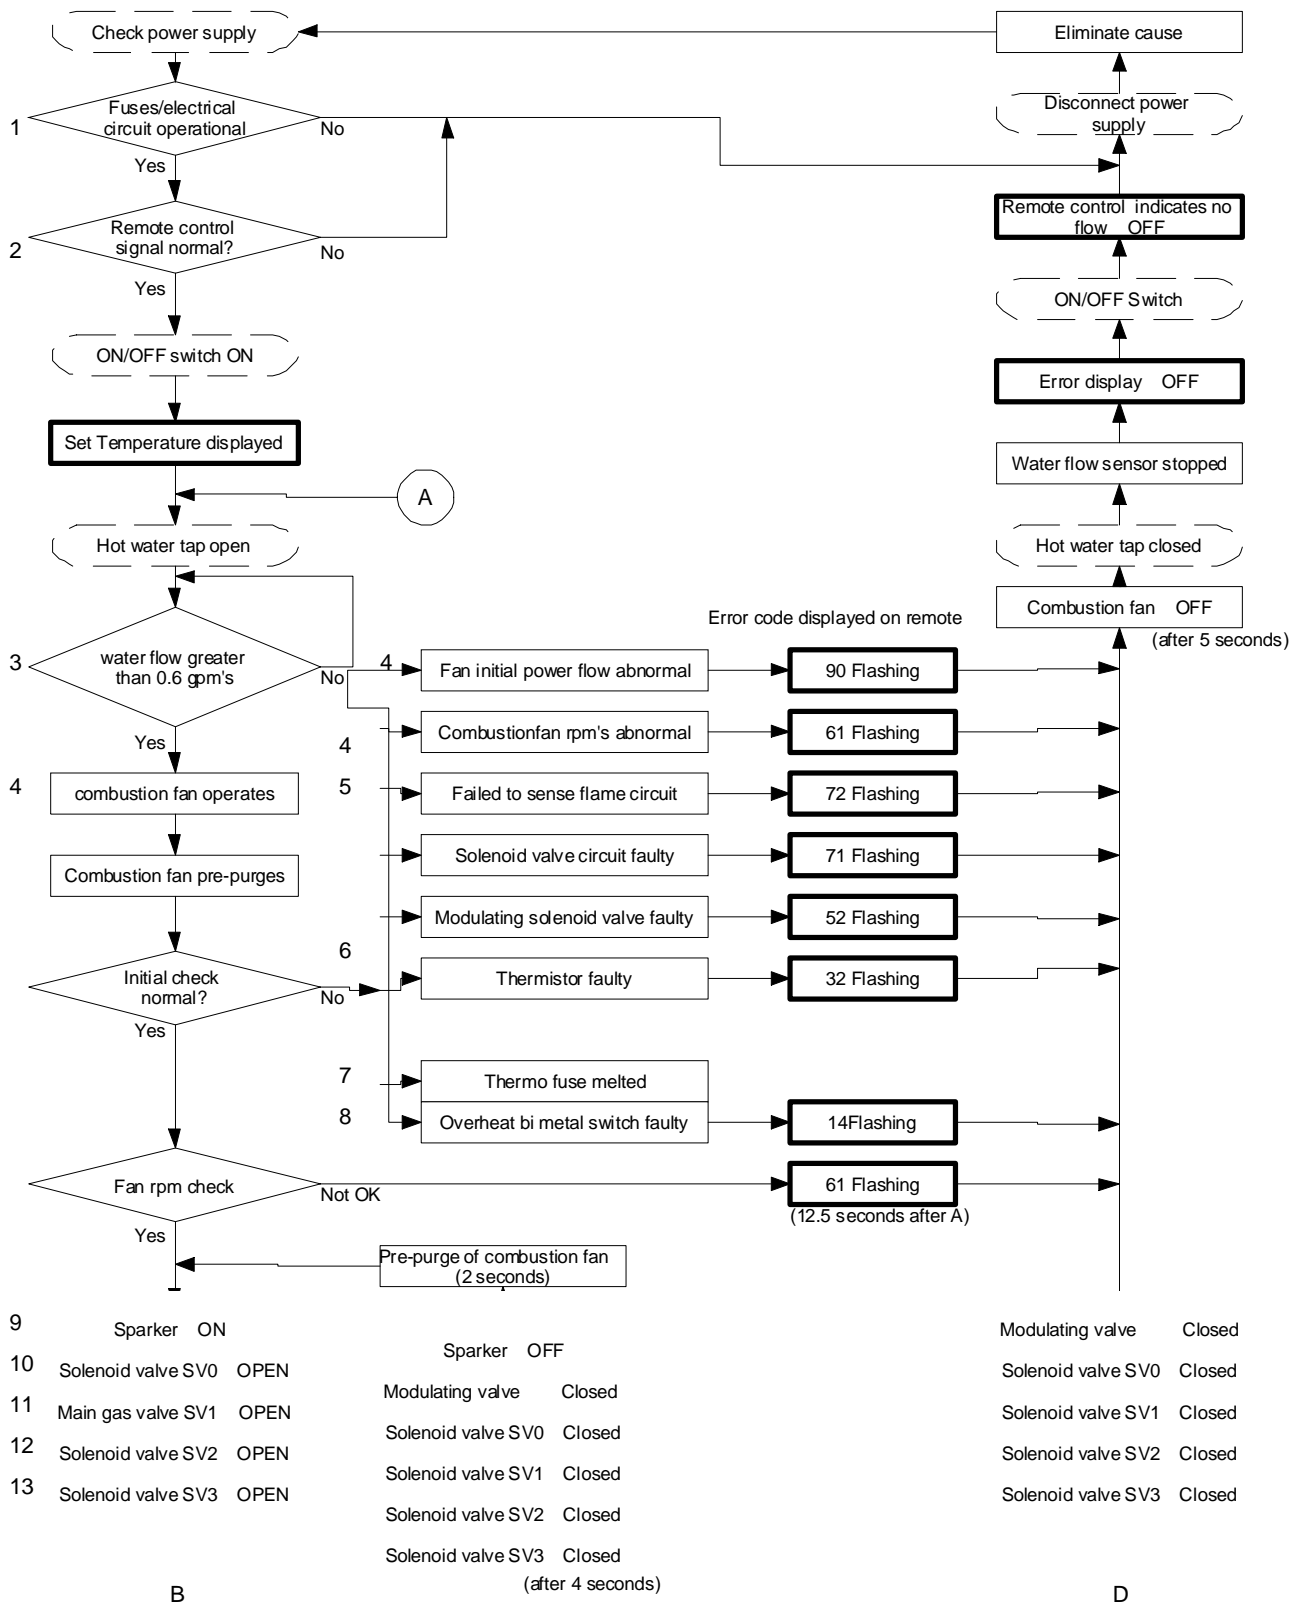 Check power supply
Eliminate cause
Fuses/electrical
circuit operational
1
No
Yes
Disconnect power
supply
Remote control
signal normal?
2
No
Yes
Remote control indicates no
flow OFF
ON/OFF Switch
ON/OFF switch ON
Error display OFF
Set Temperature displayed
Water flow sensor stopped
A
Hot water tap open
Hot water tap closed
Combustion fan OFF
(after 5 seconds)
Error code displayed on remote
3
water flow greater
than 0.6 gpm's
No
Yes
4
Fan initial power flow abnormal
90 Flashing
4
Combustionfan rpm's abnormal
61 Flashing
4
combustion fan operates
5
Failed to sense flame circuit
72 Flashing
Combustion fan pre-purges
Solenoid valve circuit faulty
71 Flashing
Modulating solenoid valve faulty
52 Flashing
6
Initial check
normal?
No
Yes
Thermistor faulty
32 Flashing
7
Thermo fuse melted
8
Overheat bi metal switch faulty
14Flashing
Fan rpm check
Not OK
Yes
61 Flashing
(12.5 seconds after A)
Pre-purge of combustion fan
(2 seconds)
9
Sparker ON
10
Solenoid valve SV0 OPEN
11
Main gas valve SV1 OPEN
12
Solenoid valve SV2 OPEN
13
Solenoid valve SV3 OPEN
B
Sparker OFF
Modulating valve Closed
Solenoid valve SV0 Closed
Solenoid valve SV1 Closed
Solenoid valve SV2 Closed
Solenoid valve SV3 Closed
(after 4 seconds)
Modulating valve Closed
Solenoid valve SV0 Closed
Solenoid valve SV1 Closed
Solenoid valve SV2 Closed
Solenoid valve SV3 Closed
D